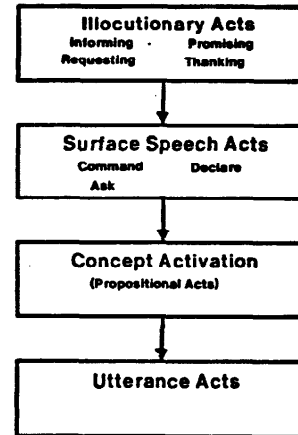 Illocutionary Acts
Informing Promising
Requesting Thanking
Surface Speech Acts
Command Declare
Ask
Concept Activation
(Propositional Acts)
Utterance Acts